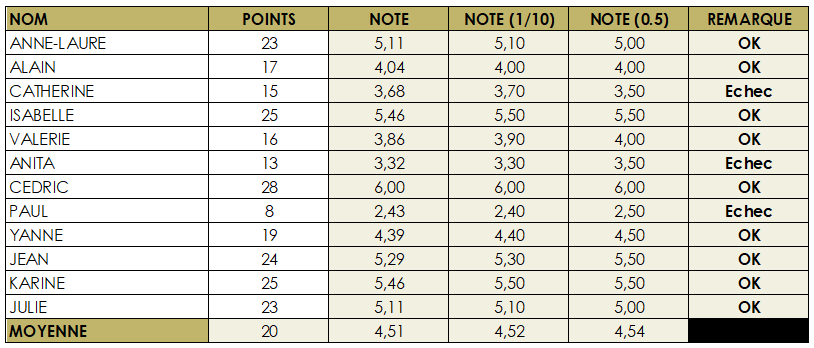 NOM POINTS NOTE NOTE (1/10) NOTE (0.5) REMARQUE
ANNE-LAURE 23 5,11 5,10 5,00 OK
ALAIN 17 4,04 4,00 4,00 OK
CATHERINE 15 3,68 3,70 3,50 Echec
ISABELLE 25 5,46 5,50 5,50 OK
VALERIE 16 3,86 3,90 4,00 OK
ANITA 13 3,32 3,30 3,50 Echec
CEDRIC 28 6,00 6,00 6,00 OK
PAUL 8 2,43 2,40 2,50 Echec
YANNE 19 4,39 4,40 4,50 OK
JEAN 24 5,29 5,30 5,50 OK
KARINE 25 5,46 5,50 5,50 OK
JULIE 23 5,11 5,10 5,00 OK
MOYENNE 20 4,51 4,52 4,54